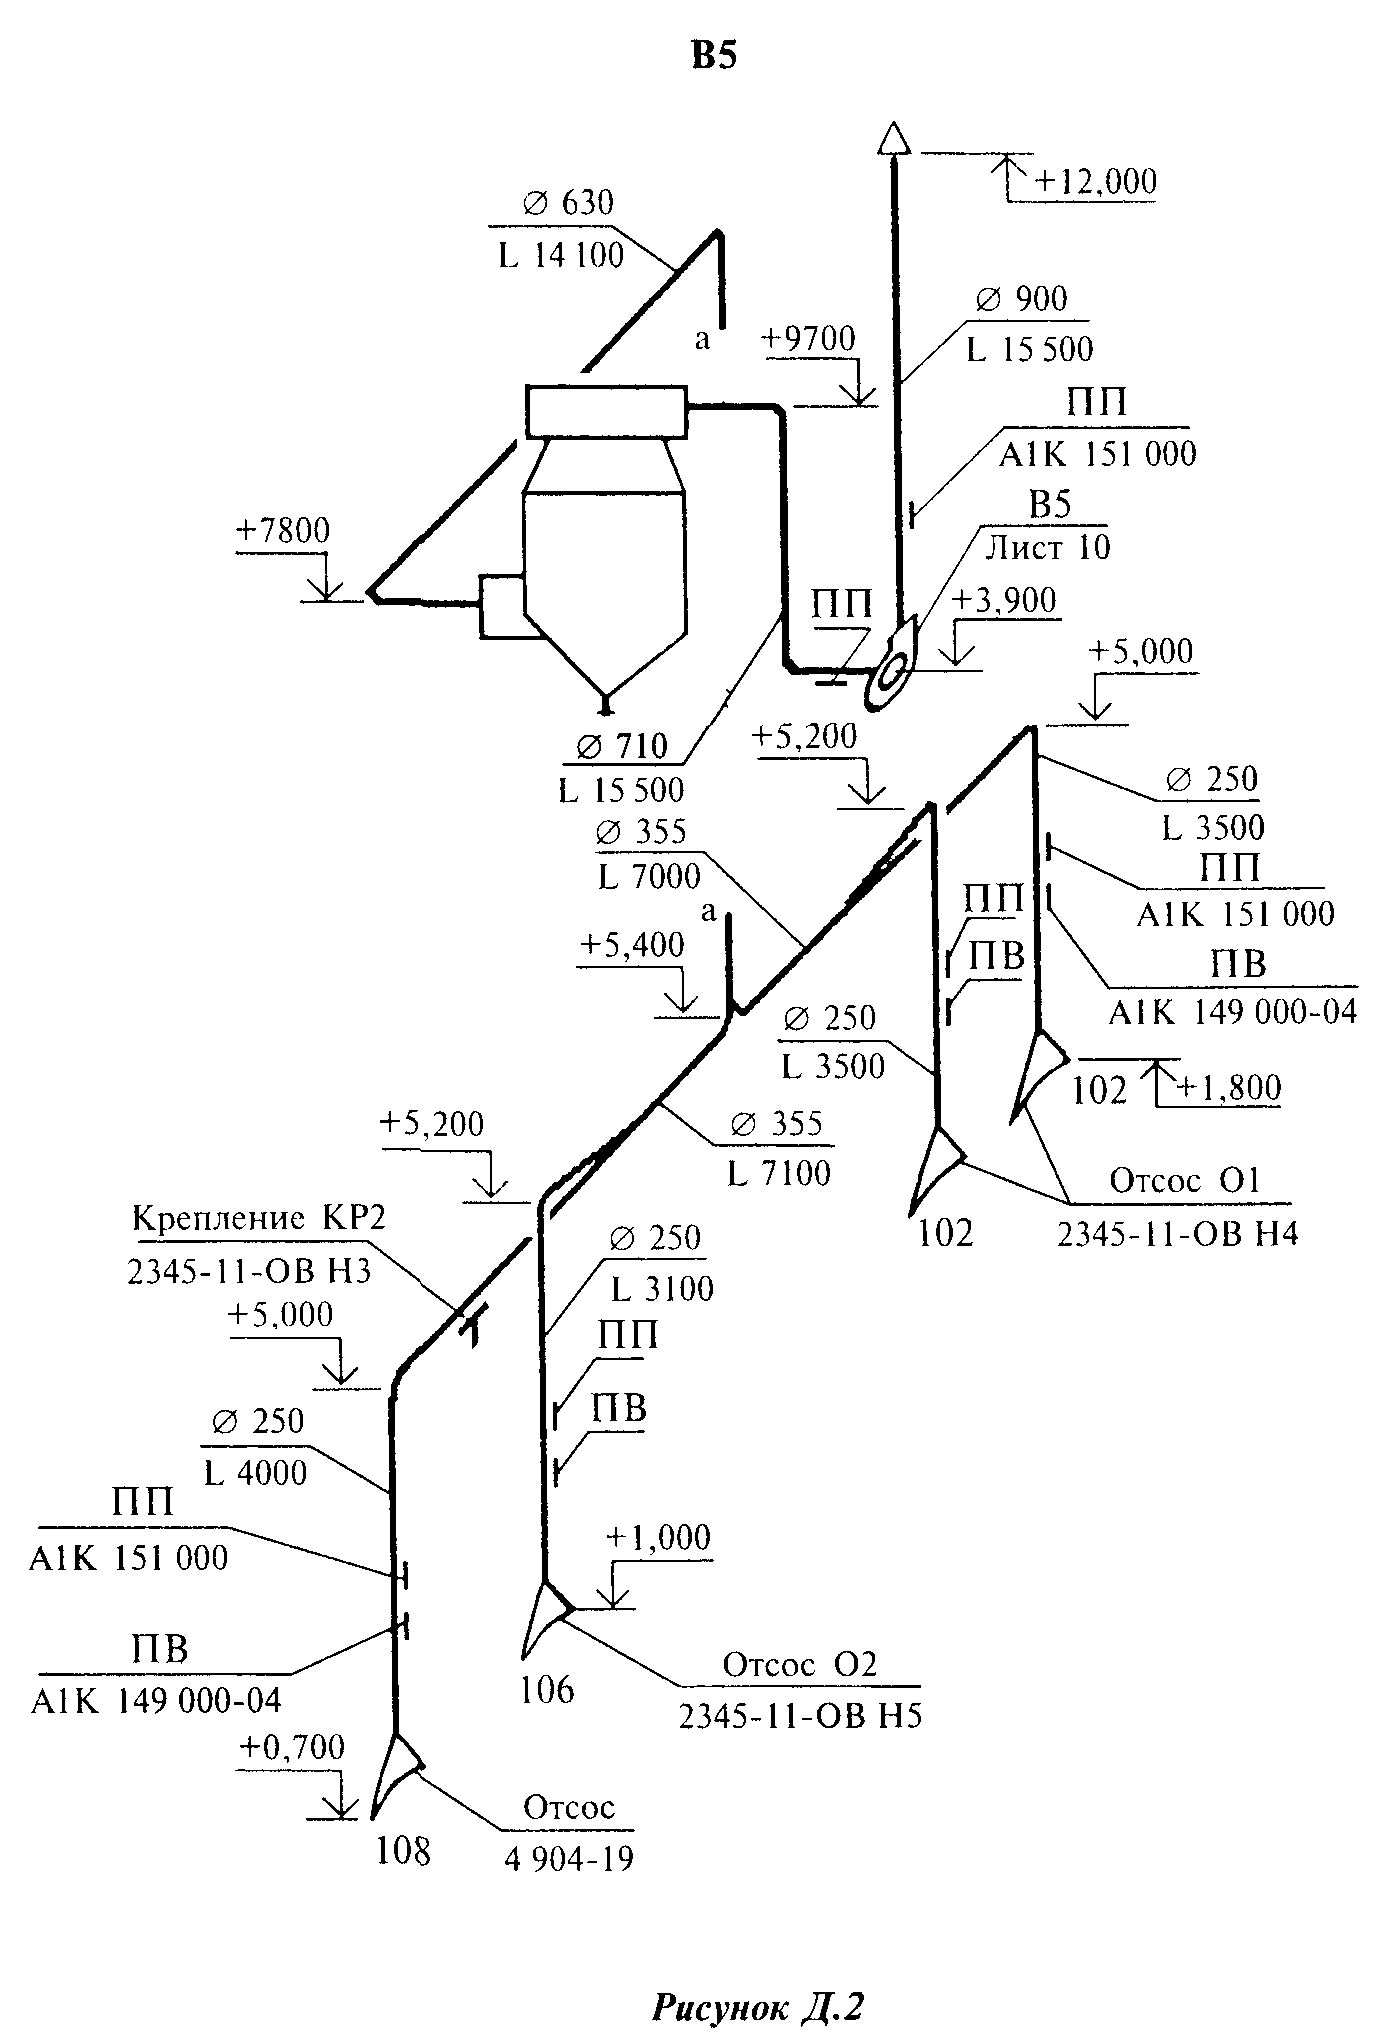 В5
+12,000
∅ 630
L 14 100
а
∅ 900
L 15 500
+9700
ПП
А1К 151 000
+7800
В5
Лист 10
ПП
+3,900
+5,000
∅ 710
L 15 500
+5,200
∅ 250
L 3500
∅ 355
L 7000
ПП
А1К 151 000
а
ПП
+5,400
ПВ
ПВ
А1К 149 000-04
∅ 250
L 3500
102
+1,800
+5,200
∅ 355
L 7100
Отсос О1
2345-11-ОВ Н4
102
Крепление КР2
2345-11-ОВ Н3
∅ 250
L 3100
+5,000
ПП
∅ 250
L 4000
ПВ
ПП
А1К 151 000
+1,000
ПВ
А1К 149 000-04
106
Отсос О2
2345-11-ОВ Н5
+0,700
Отсос
4 904-19
108
Рисунок Д.2